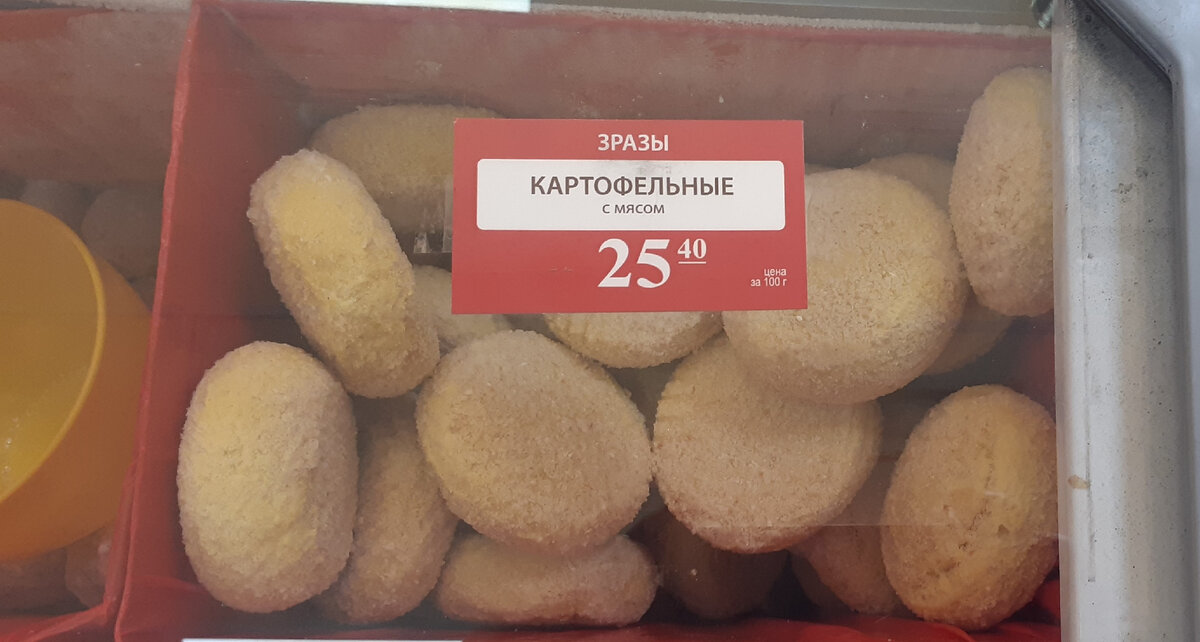 ЗРАЗЫ
КАРТОФЕЛЬНЫЕ
С МЯСОМ
25 40
цена
за 100 г